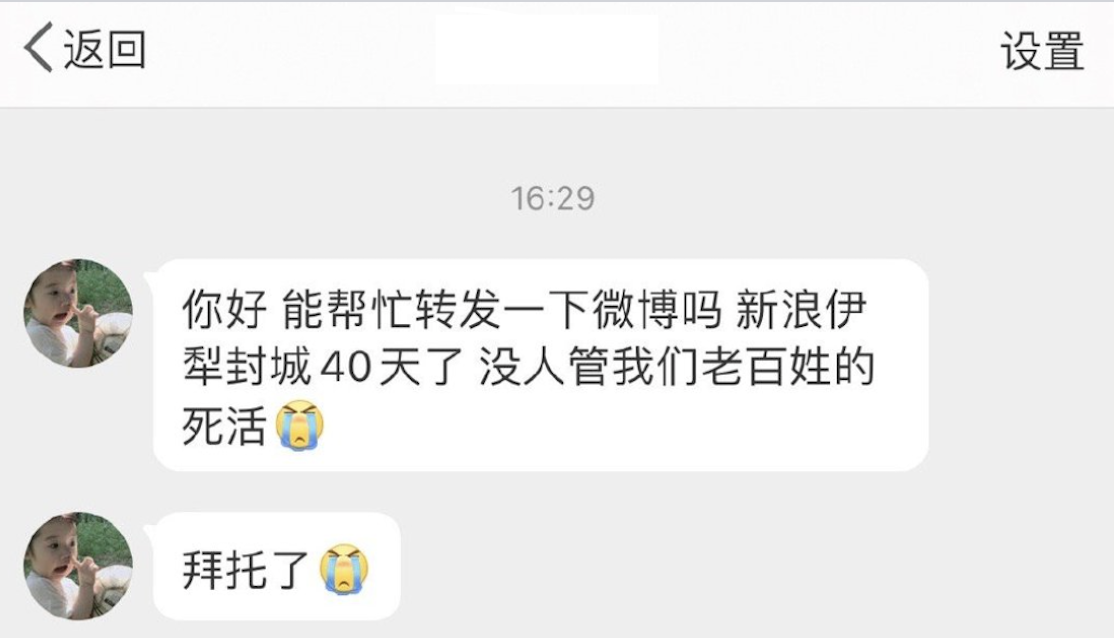 返回
设置
16:29
你好 能帮忙转发一下微博吗 新浪伊
犁封城40天了 没人管我们老百姓的
死活😭
拜托了😭